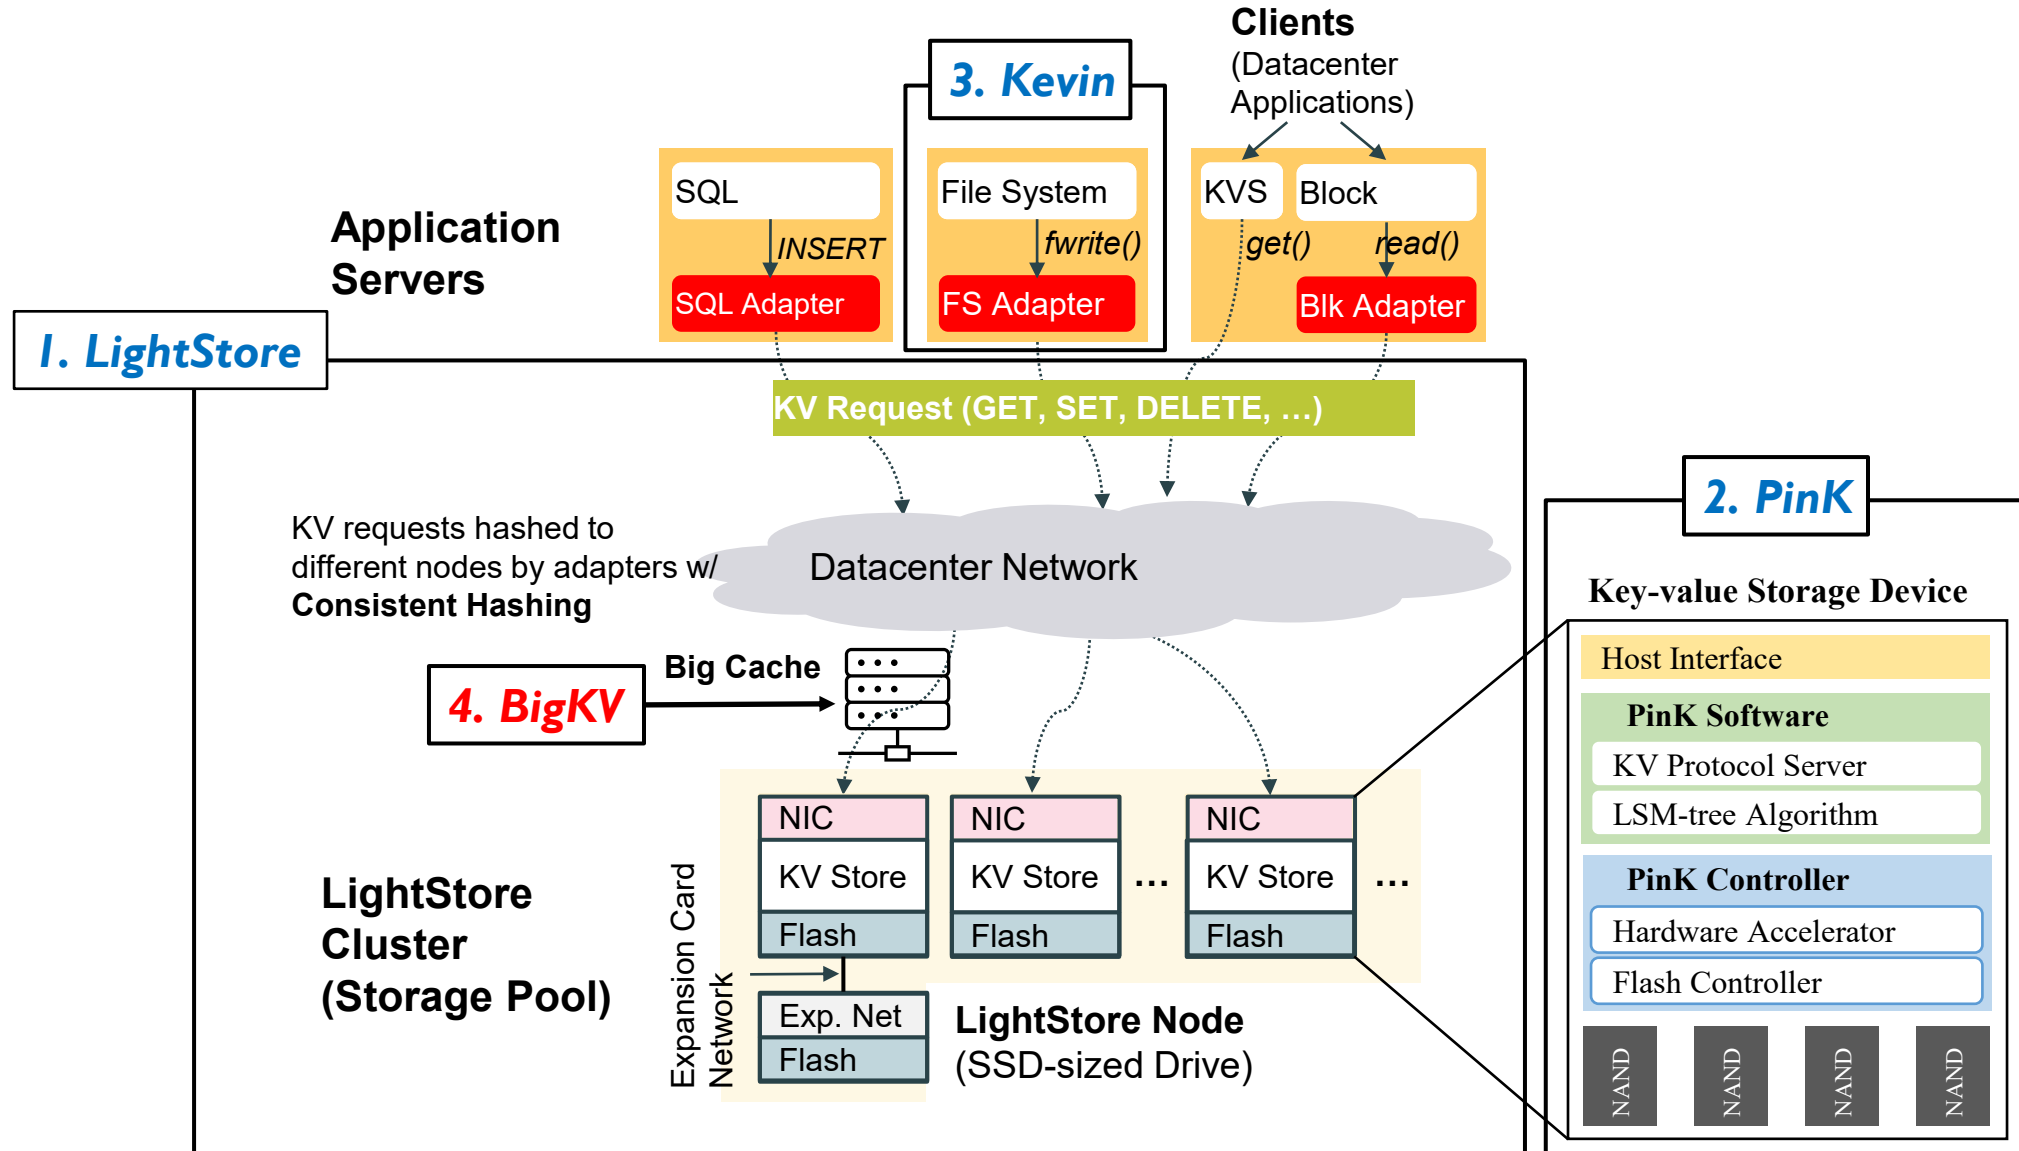 Clients
(Datacenter
Applications)
3. Kevin
SQL
File System
KVS
Block
INSERT
fwrite()
get()
read()
SQL Adapter
FS Adapter
Blk Adapter
Application
Servers
1. LightStore
KV Request (GET, SET, DELETE, …)
KV requests hashed to
different nodes by adapters w/
Consistent Hashing
Datacenter Network
2. PinK
Key-value Storage Device
Host Interface
PinK Software
KV Protocol Server
LSM-tree Algorithm
PinK Controller
Hardware Accelerator
Flash Controller
NAND
NAND
NAND
NAND
Big Cache
4. BigKV
NIC
KV Store
Flash
NIC
KV Store
Flash
...
NIC
KV Store
Flash
...
LightStore
Cluster
(Storage Pool)
Expansion Card
Network
Exp. Net
Flash
LightStore Node
(SSD-sized Drive)